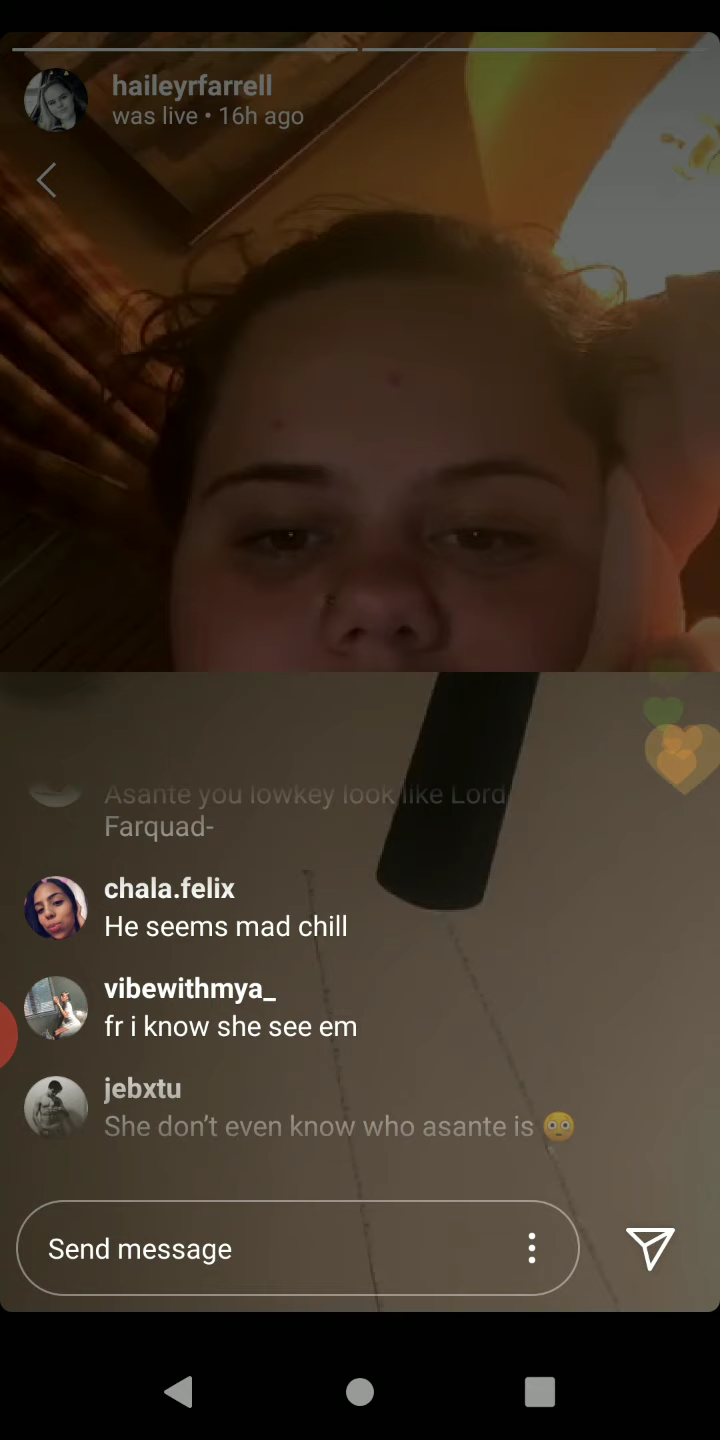 haileyrfarrell
was live • 16h ago
Asante you lowkey look like Lord
Farquad-
chala.felix
He seems mad chill
vibewithmya_
fr i know she see em
jebxtu
She don’t even know who asante is 😳
Send message